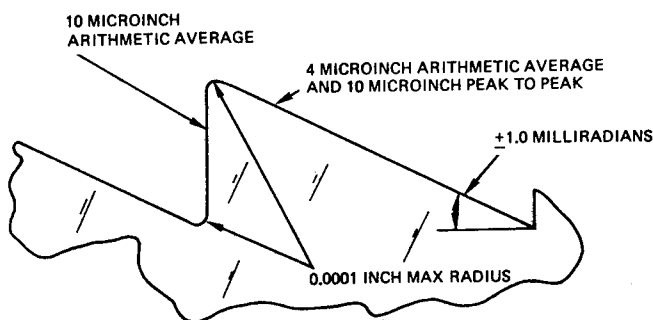 10 MICROINCH
ARITHMETIC AVERAGE
4 MICROINCH ARITHMETIC AVERAGE
AND 10 MICROINCH PEAK TO PEAK
±1.0 MILLIRADIANS
0.0001 INCH MAX RADIUS